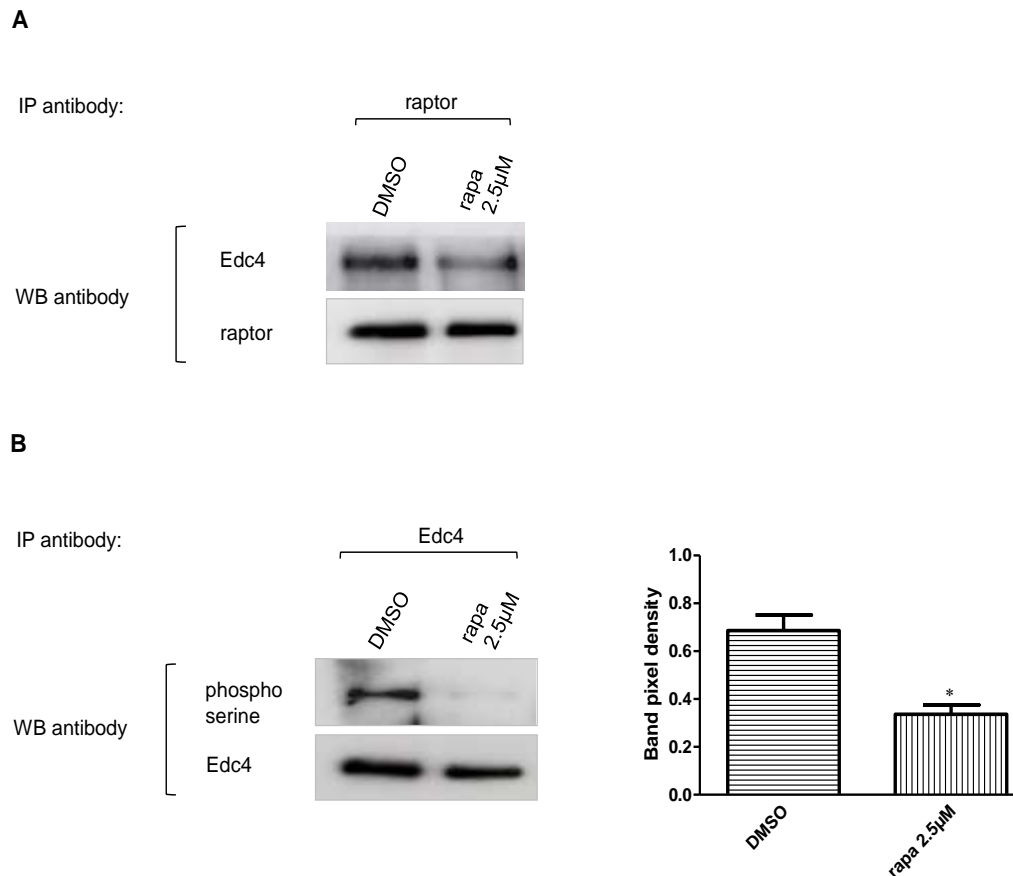 A
IP antibody:
raptor
DMSO
rapa
2.5µM
WB antibody
Edc4
raptor
B
IP antibody:
Edc4
DMSO
rapa
2.5µM
WB antibody
phospho
serine
Edc4
Band pixel density
1.0
0.8
0.6
0.4
0.2
0.0
*
DMSO
rapa 2.5µM